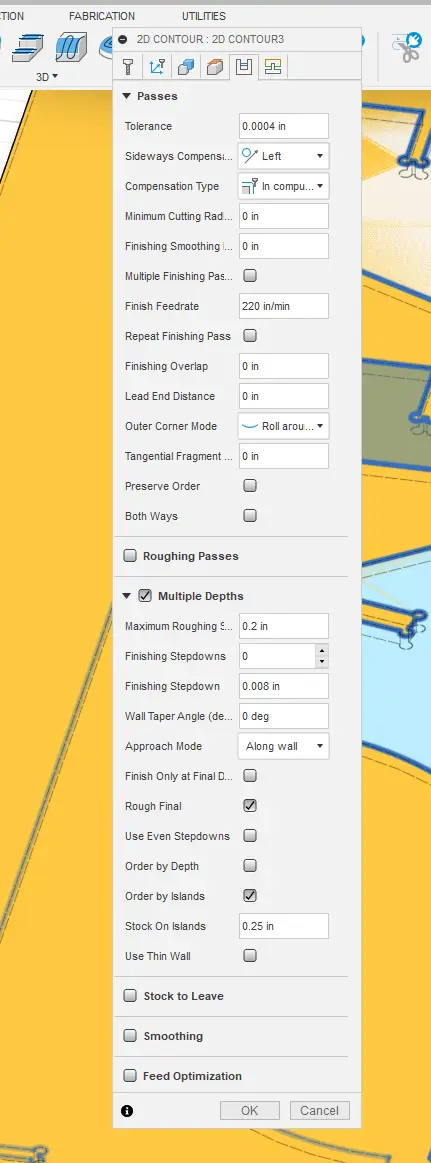 CTION FABRICATION UTILITIES
3D
2D CONTOUR : 2D CONTOUR3
Passes
Tolerance 0.0004 in
Sideways Compensa... Left
Compensation Type In compu...
Minimum Cutting Rad... 0 in
Finishing Smoothing 0 in
Multiple Finishing Pas...
Finish Feedrate 220 in/min
Repeat Finishing Pass
Finishing Overlap 0 in
Lead End Distance 0 in
Outer Corner Mode Roll arou...
Tangential Fragment ... 0 in
Preserve Order
Both Ways
Roughing Passes
Multiple Depths
Maximum Roughing S... 0.2 in
Finishing Stepdowns 0
Finishing Stepdown 0.008 in
Wall Taper Angle (de... 0 deg
Approach Mode Along wall
Finish Only at Final D...
Rough Final
Use Even Stepdowns
Order by Depth
Order by Islands
Stock On Islands 0.25 in
Use Thin Wall
Stock to Leave
Smoothing
Feed Optimization
OK Cancel